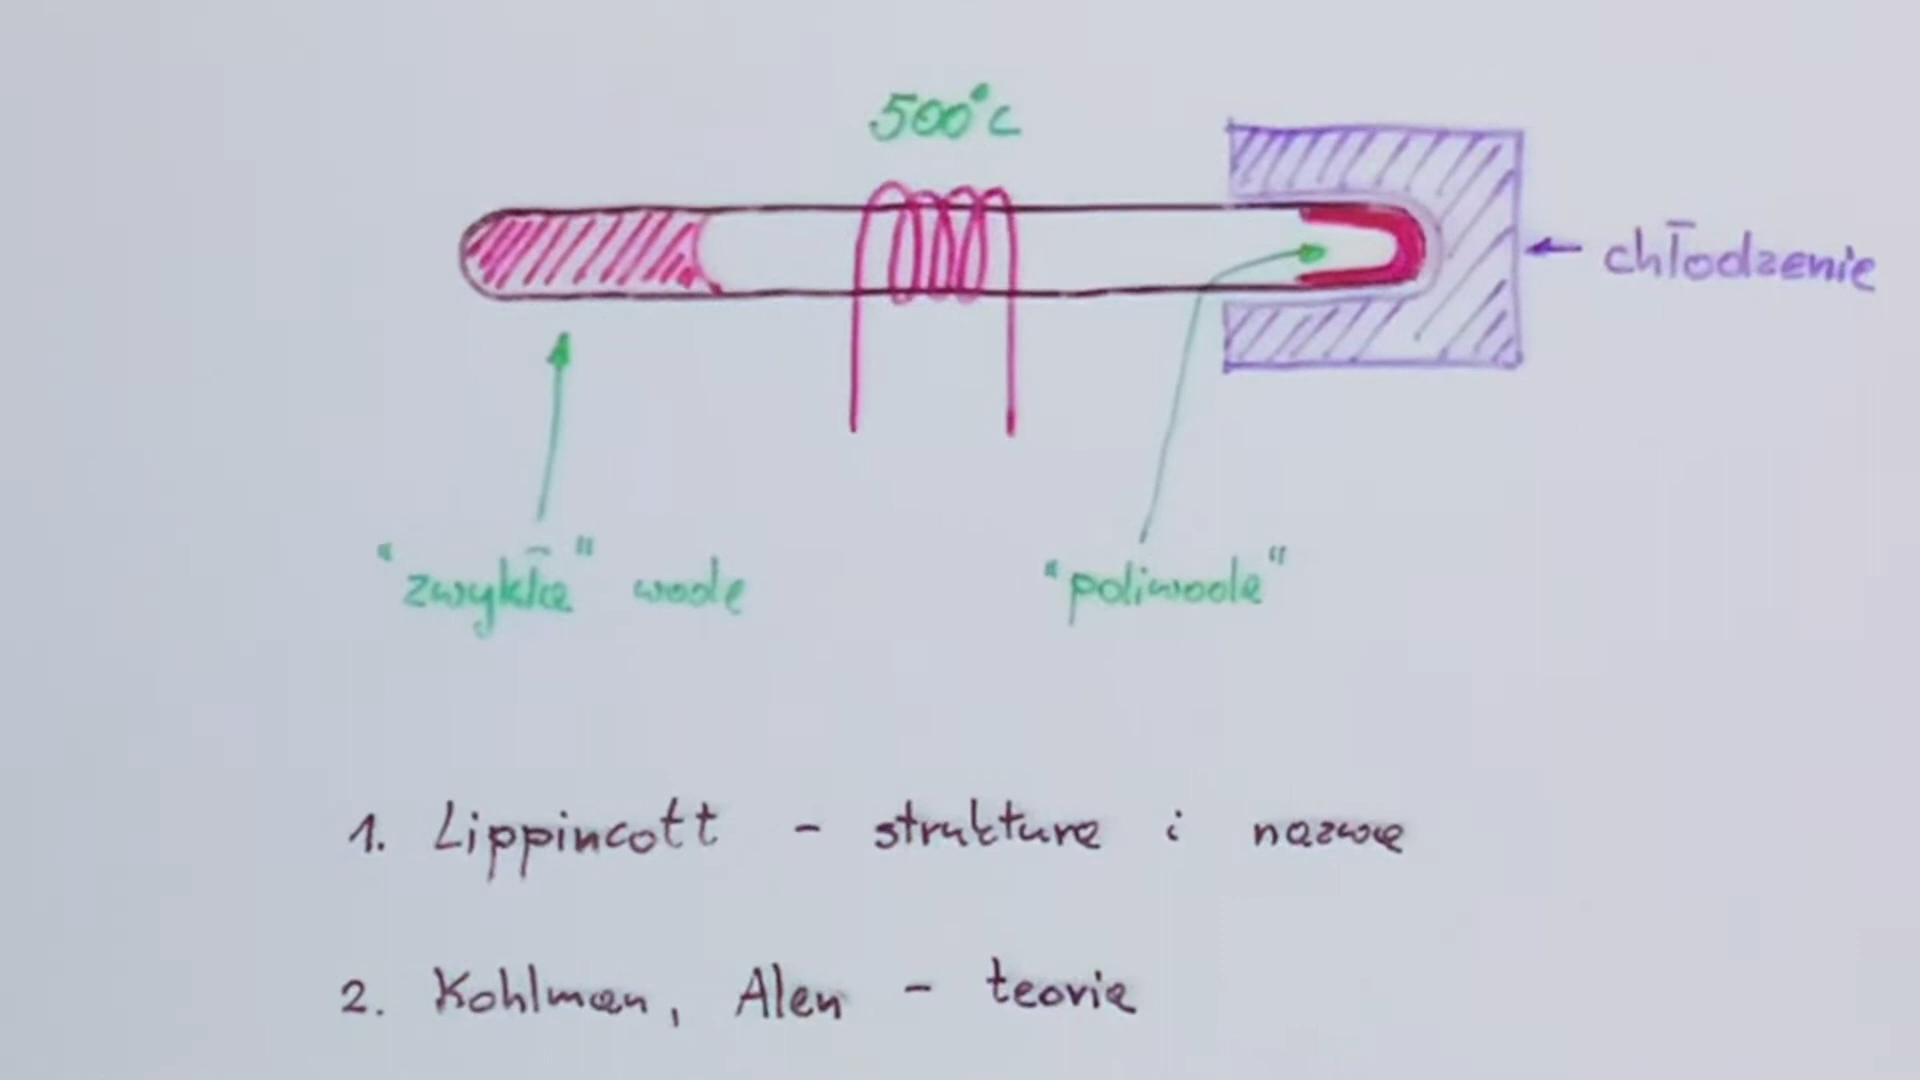 500°C
chłodzenie
"zwykła" woda
"poliwoda"
1. Lippincott - struktura i nazwa
2. Kohlman, Alen - teoria